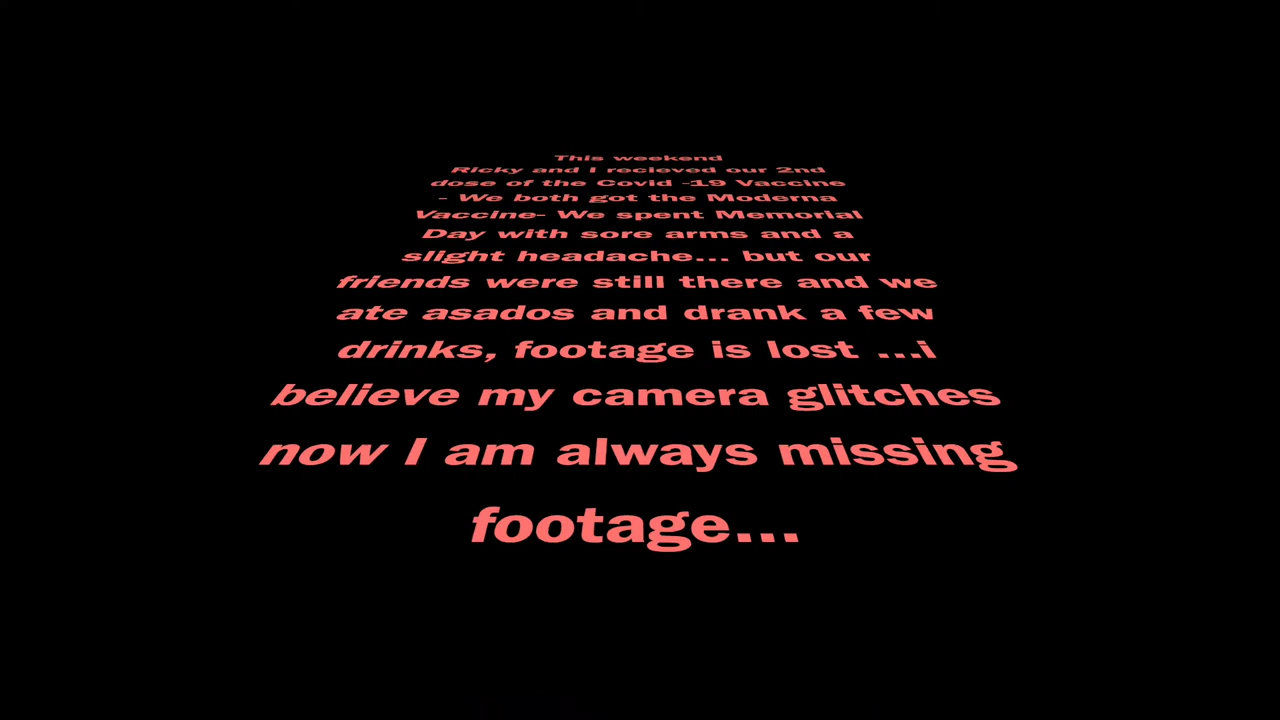 This weekend
Ricky and I recieved our 2nd
dose of the Covid -19 Vaccine
- We both got the Moderna
Vaccine- We spent Memorial
Day with sore arms and a
slight headache... but our
friends were still there and we
ate asados and drank a few
drinks, footage is lost ...i
believe my camera glitches
now I am always missing
footage...